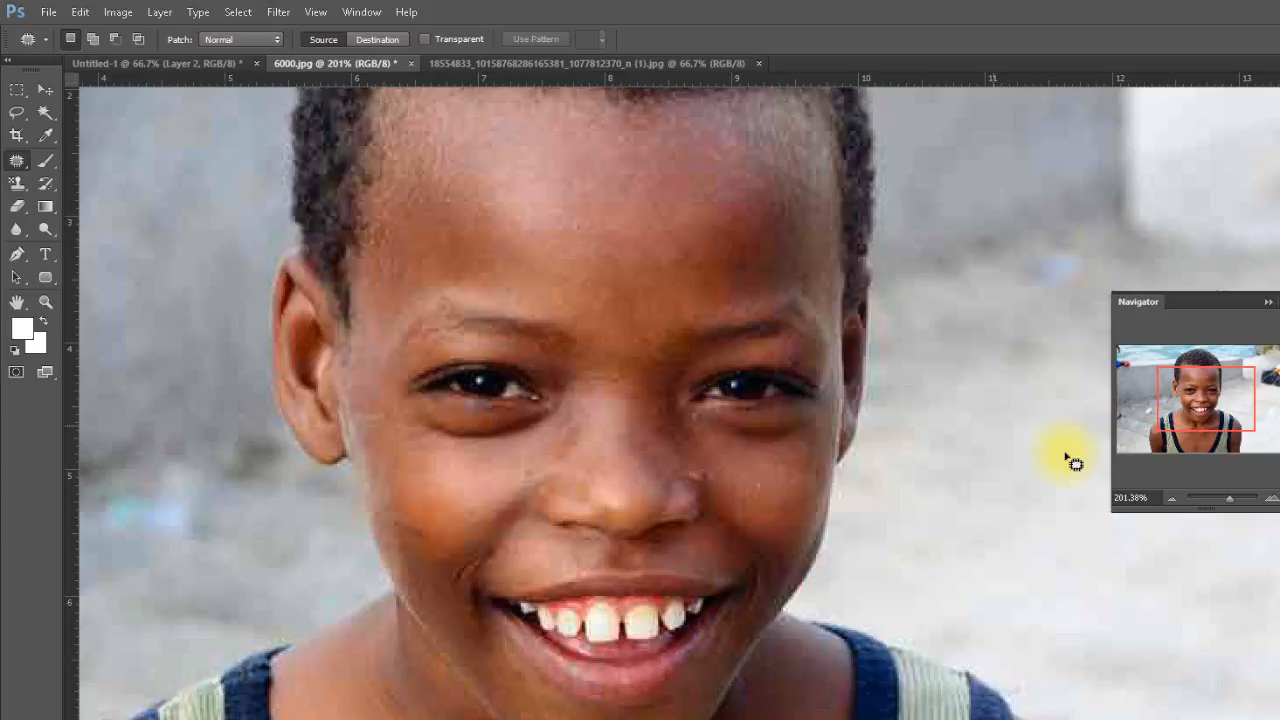 Ps File Edit Image Layer Type Select Filter View Window Help
Patch: Normal Source Destination Transparent Use Pattern
Untitled-1 @ 66.7% (Layer 2, RGB/8) * × 6000.jpg @ 201% (RGB/8) * × 18554833_10158768286165381_1077812370_n (1).jpg @ 66.7% (RGB/8) ×
4 5 6 7 8 9 10 11 12 13
2
3
4
5
6
Navigator
201.38%